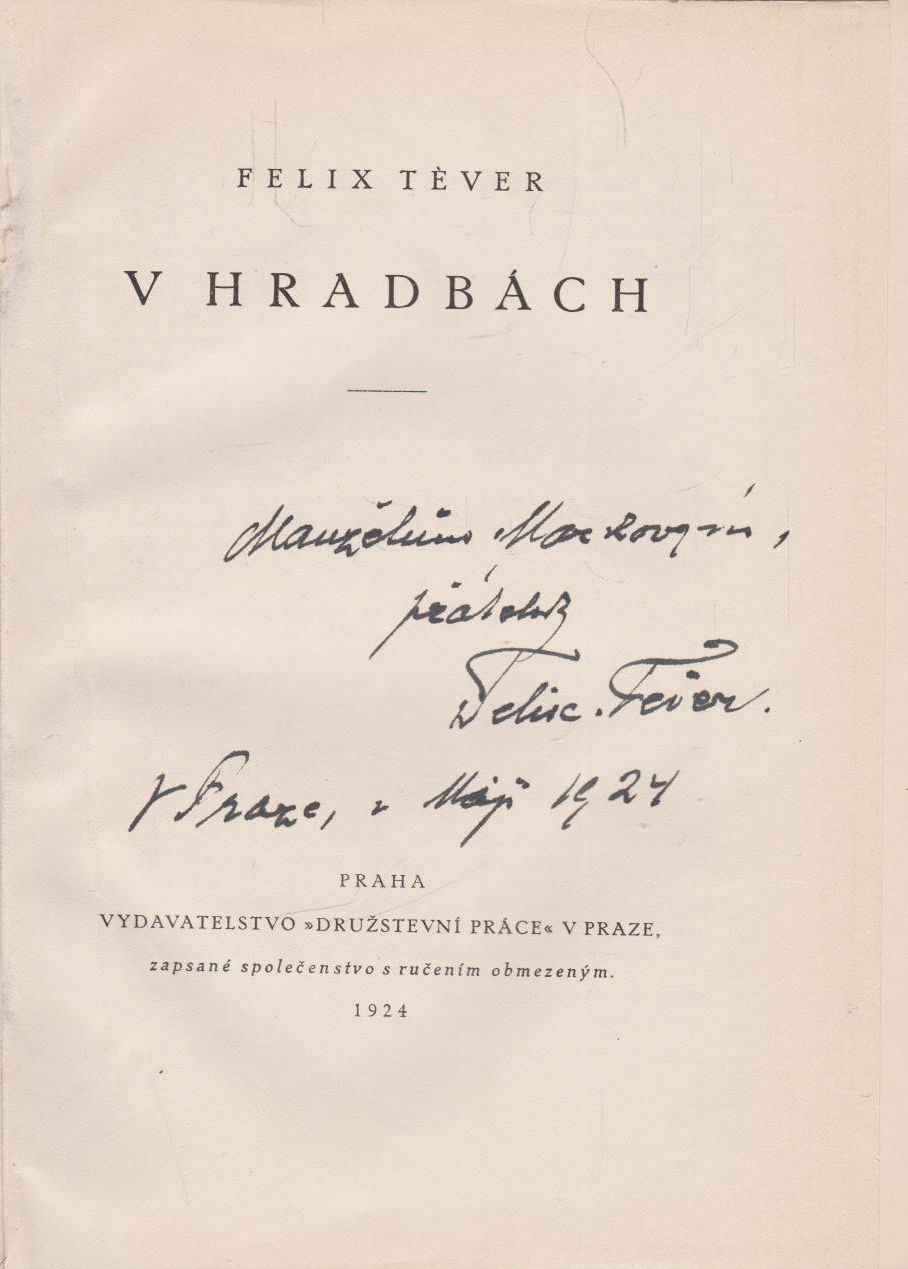 FELIX TÈVER
V HRADBÁCH
Manželům
přátelsky
Felix Tèver.
V Praze, v Máji 1924
PRAHA
VYDAVATELSTVO »DRUŽSTEVNÍ PRÁCE« V PRAZE,
zapsané společenstvo s ručením obmezeným.
1924